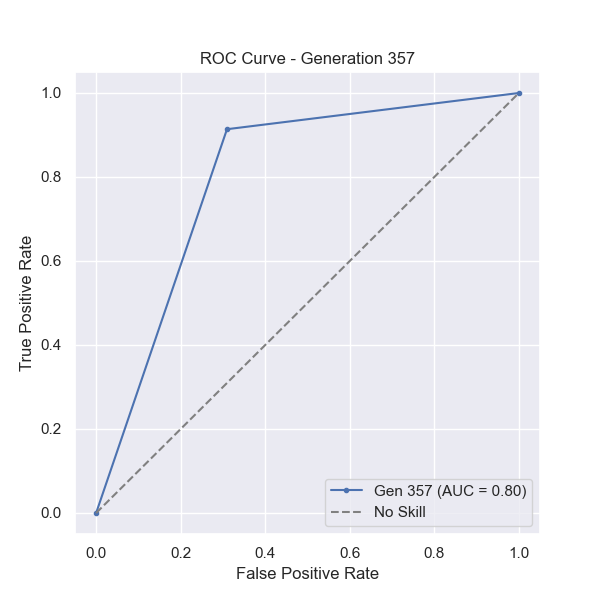 ROC Curve - Generation 357
True Positive Rate
1.0
0.8
0.6
0.4
0.2
0.0
Gen 357 (AUC = 0.80)
No Skill
0.0 0.2 0.4 0.6 0.8 1.0
False Positive Rate